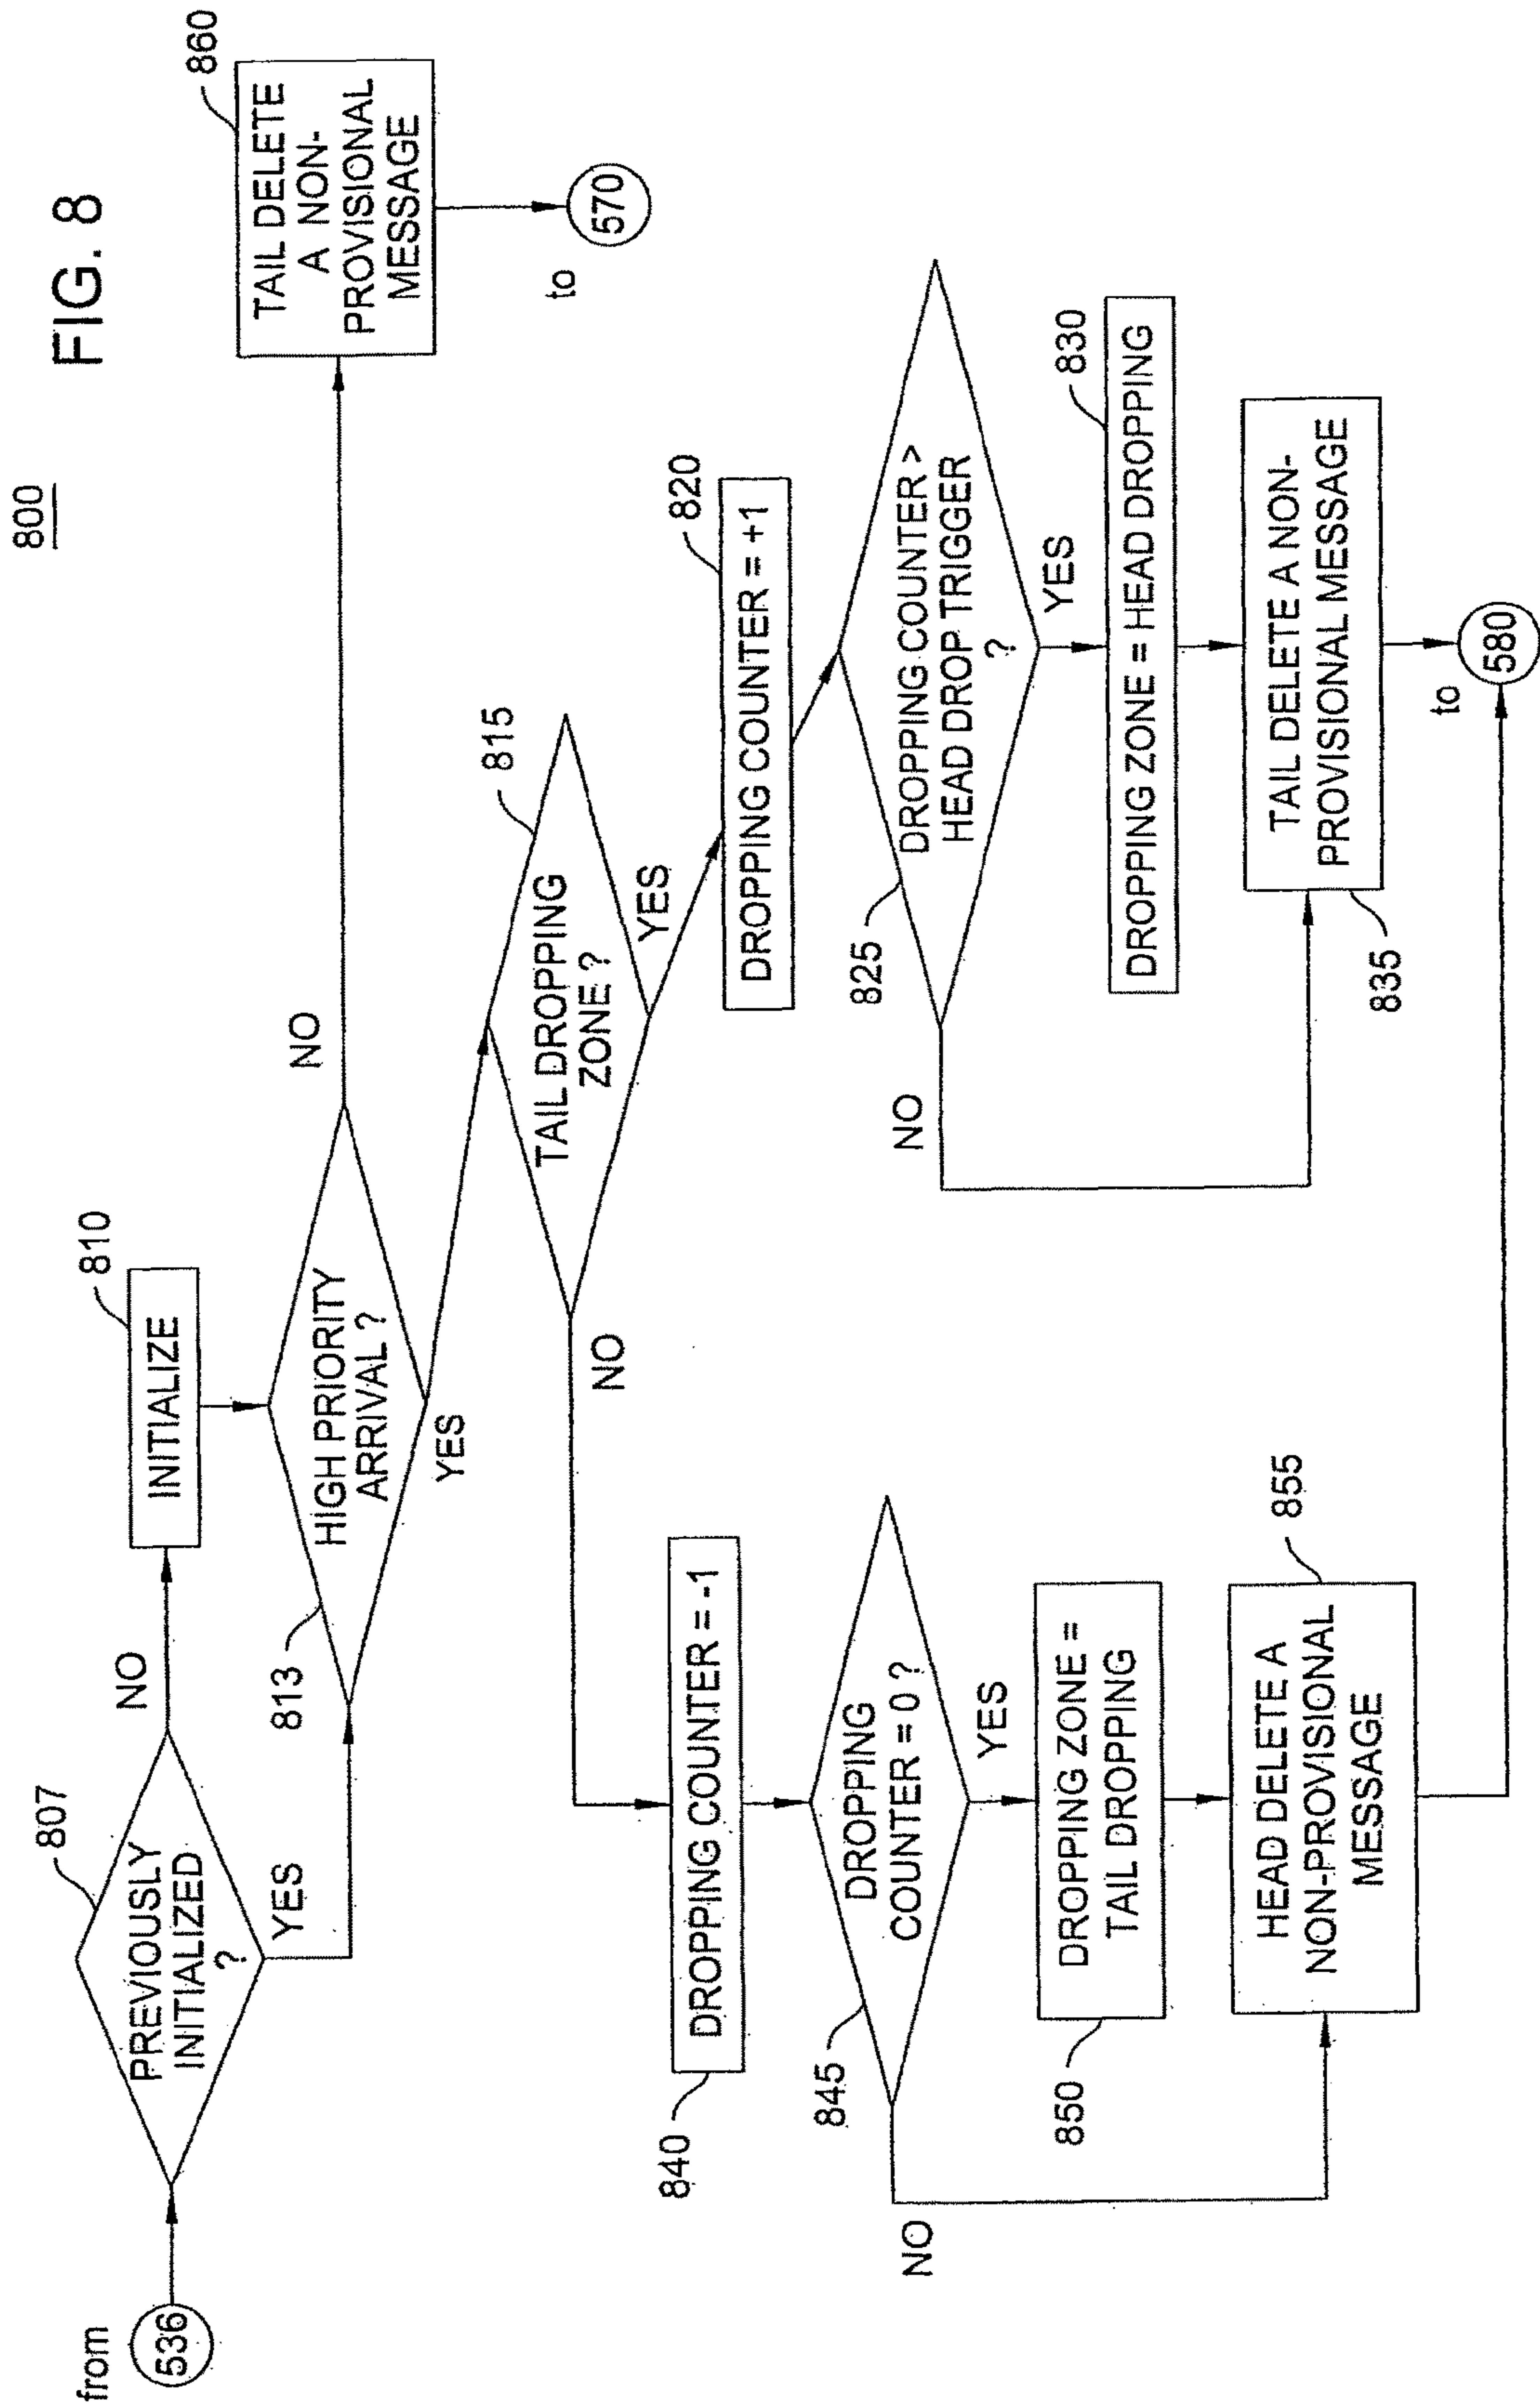 800
FIG. 8
from
536
PREVIOUSLY
INITIALIZED
?
807
NO
YES
INITIALIZE
810
HIGH PRIORITY
ARRIVAL ?
813
NO
YES
TAIL DELETE
A NON-
PROVISIONAL
MESSAGE
860
to
570
TAIL DROPPING
ZONE ?
815
NO
YES
DROPPING COUNTER = +1
820
DROPPING COUNTER >
HEAD DROP TRIGGER
?
825
NO
YES
DROPPING ZONE = HEAD DROPPING
830
TAIL DELETE A NON-
PROVISIONAL MESSAGE
835
to
580
DROPPING COUNTER = -1
840
DROPPING
COUNTER = 0 ?
845
NO
YES
DROPPING ZONE =
TAIL DROPPING
850
HEAD DELETE A
NON-PROVISIONAL
MESSAGE
855